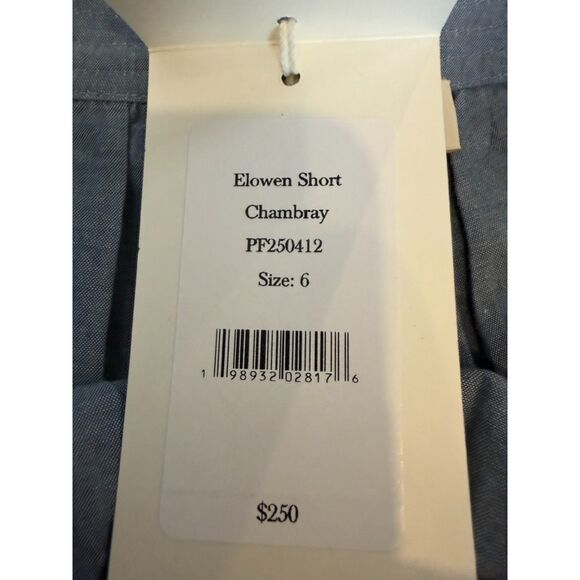 Elowen Short
Chambray
PF250412
Size: 6
1 98932 02817 6
$250